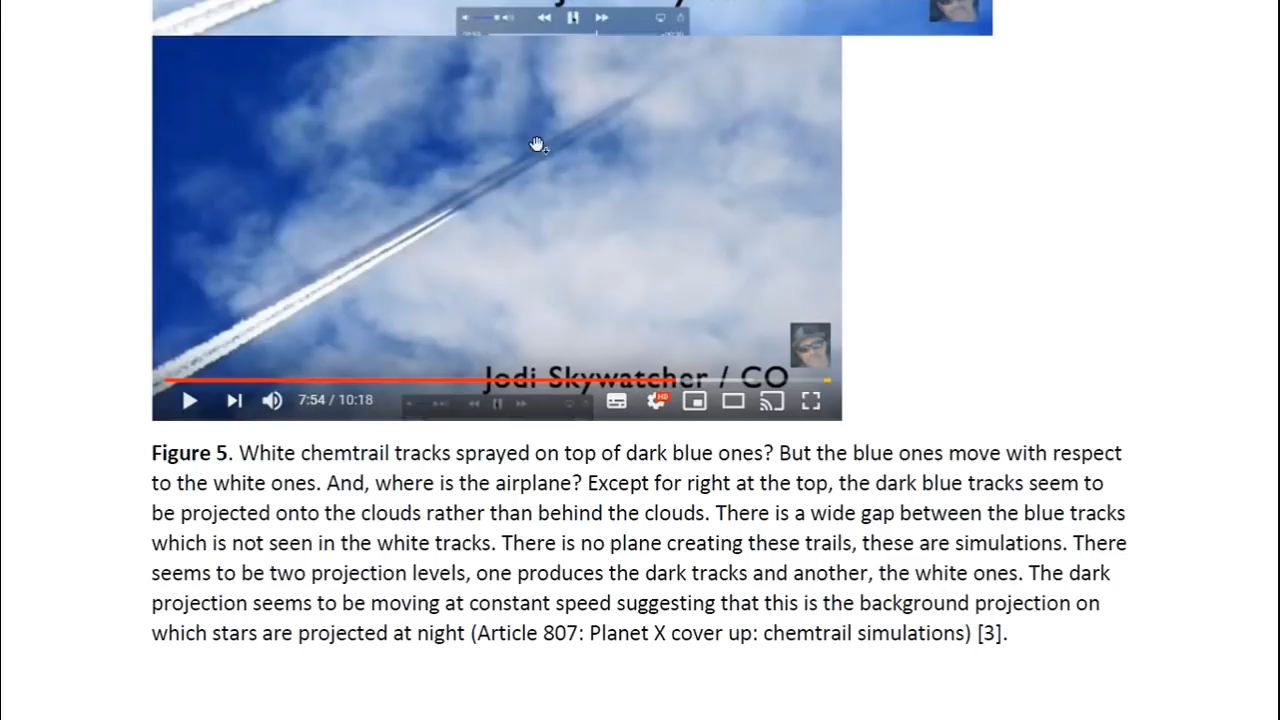 Jodi Skywatcher / CO
7:54 / 10:18
HD
Figure 5. White chemtrail tracks sprayed on top of dark blue ones? But the blue ones move with respect
to the white ones. And, where is the airplane? Except for right at the top, the dark blue tracks seem to
be projected onto the clouds rather than behind the clouds. There is a wide gap between the blue tracks
which is not seen in the white tracks. There is no plane creating these trails, these are simulations. There
seems to be two projection levels, one produces the dark tracks and another, the white ones. The dark
projection seems to be moving at constant speed suggesting that this is the background projection on
which stars are projected at night (Article 807: Planet X cover up: chemtrail simulations) [3].